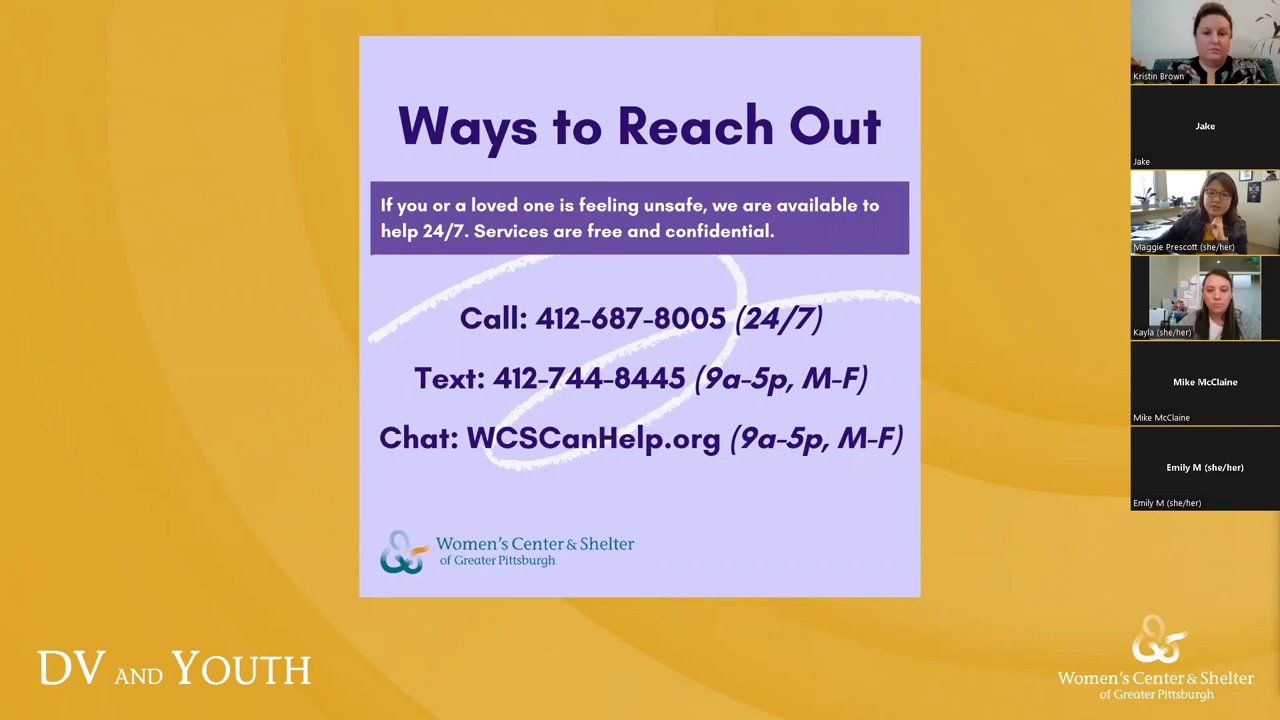 Ways to Reach Out
If you or a loved one is feeling unsafe, we are available to
help 24/7. Services are free and confidential.
Call: 412-687-8005 (24/7)
Text: 412-744-8445 (9a-5p, M-F)
Chat: WCSCanHelp.org (9a-5p, M-F)
Women's Center & Shelter
of Greater Pittsburgh
DV AND YOUTH
Women's Center & Shelter
of Greater Pittsburgh
Kristin Brown
Jake
Jake
Maggie Prescott (she/her)
Kayla (she/her)
Mike McClaine
Mike McClaine
Emily M (she/her)
Emily M (she/her)